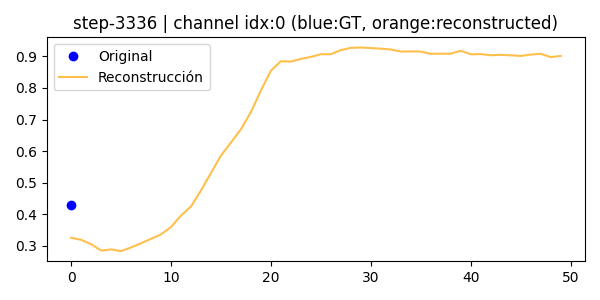 step-3336 | channel idx:0 (blue:GT, orange:reconstructed)
Original
Reconstrucción
0.9
0.8
0.7
0.6
0.5
0.4
0.3
0 10 20 30 40 50